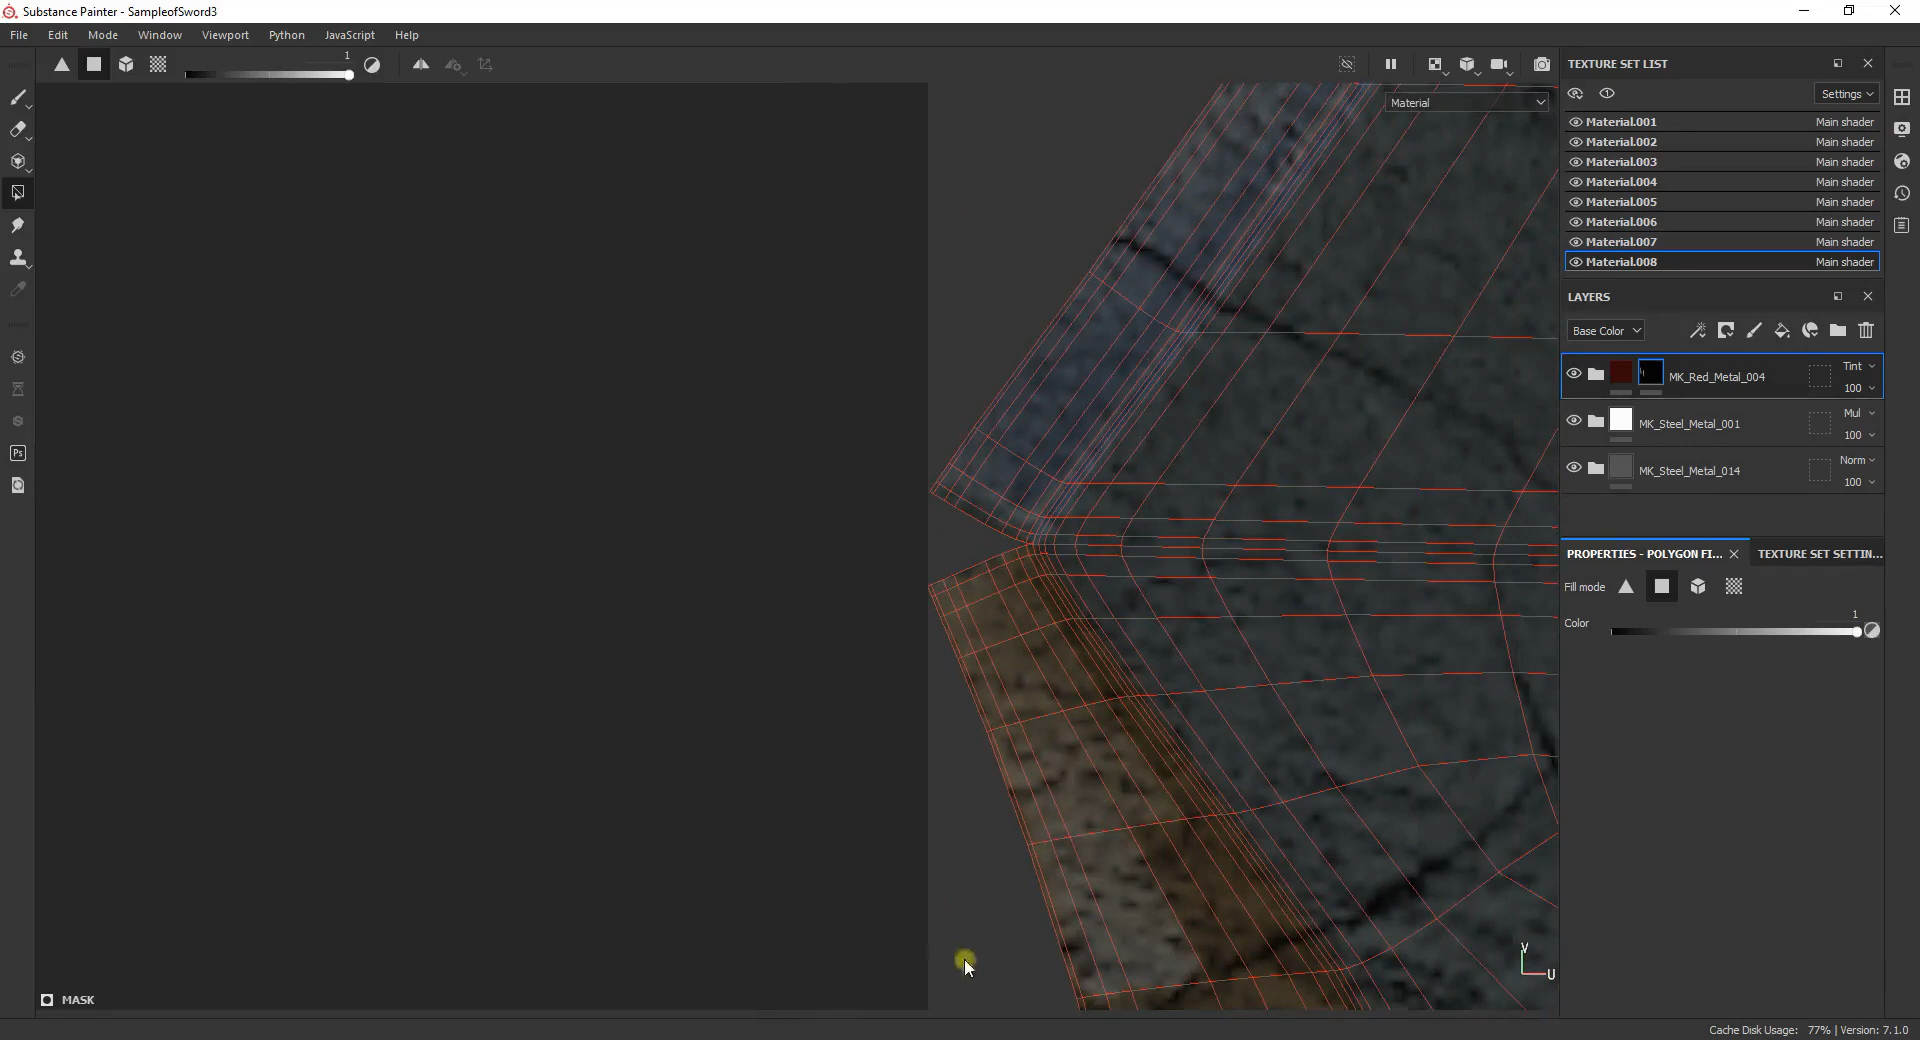 Substance Painter - SampleofSword3
File Edit Mode Window Viewport Python JavaScript Help
1
Material
TEXTURE SET LIST
Settings
Material.001 Main shader
Material.002 Main shader
Material.003 Main shader
Material.004 Main shader
Material.005 Main shader
Material.006 Main shader
Material.007 Main shader
Material.008 Main shader
LAYERS
Base Color
MK_Red_Metal_004 Tint 100
MK_Steel_Metal_001 Mul 100
MK_Steel_Metal_014 Norm 100
PROPERTIES - POLYGON FI... TEXTURE SET SETTIN...
Fill mode
Color 1
Ps
V
U
MASK
Cache Disk Usage: 77% | Version: 7.1.0